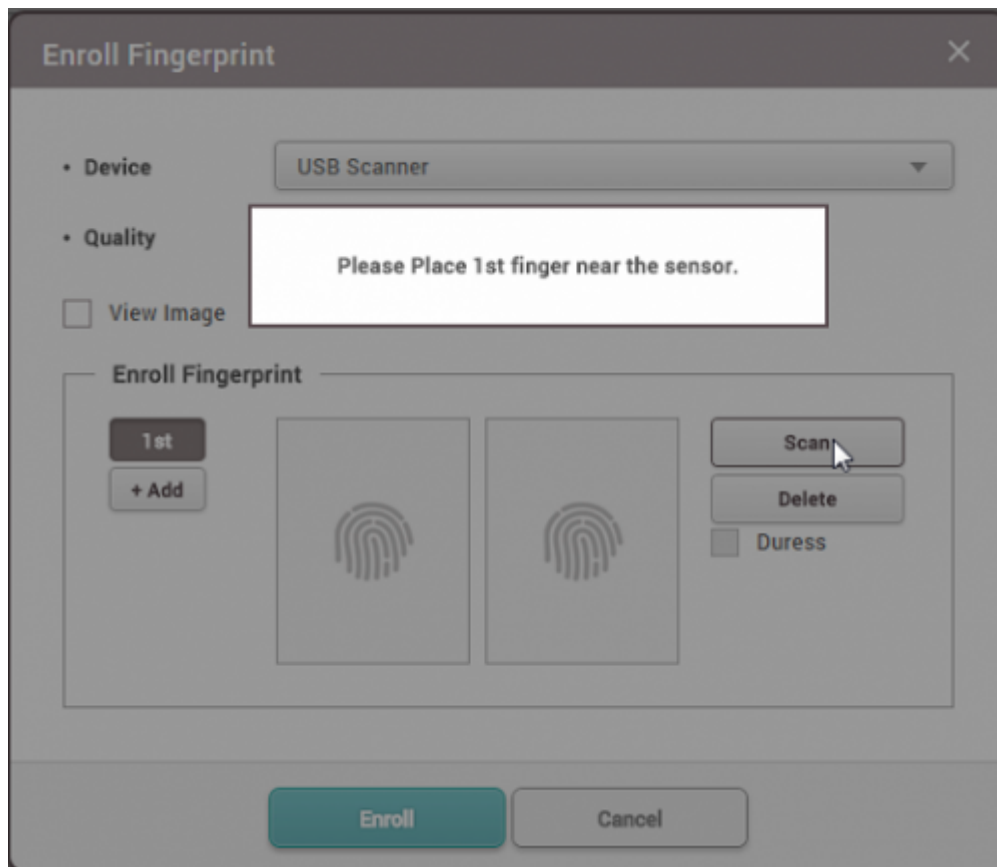 Enroll Fingerprint
• Device
USB Scanner
• Quality
Please Place 1st finger near the sensor.
View Image
Enroll Fingerprint
1st
+ Add
Scan
Delete
Duress
Enroll
Cancel